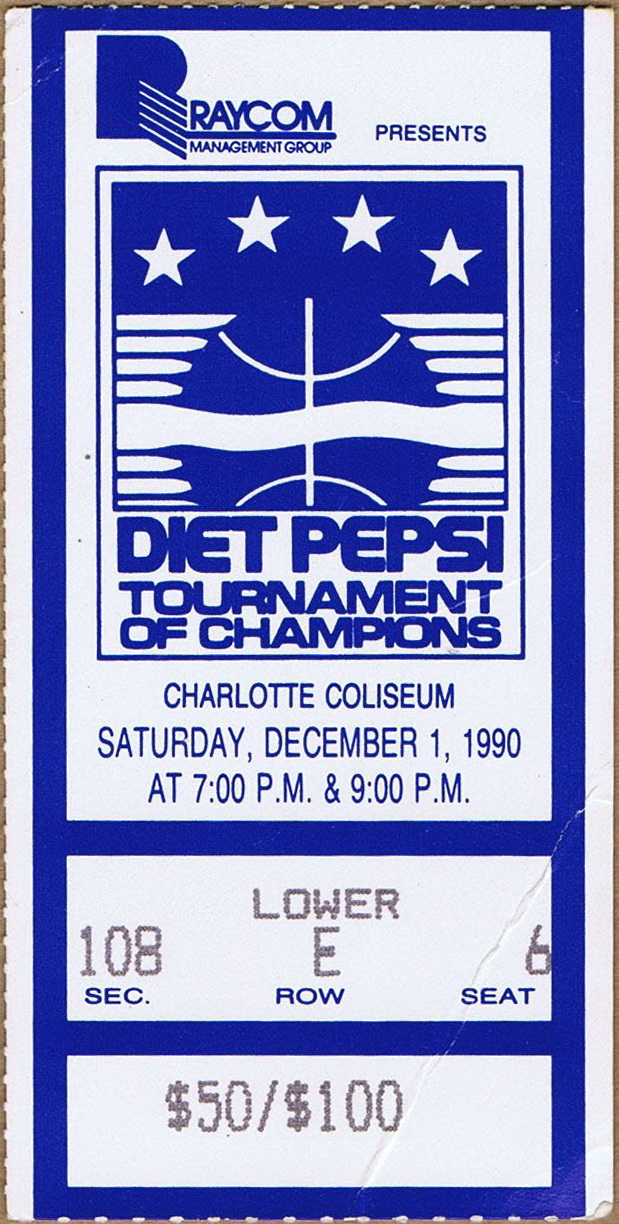 RAYCOM
MANAGEMENT GROUP
PRESENTS
DIET PEPSI
TOURNAMENT
OF CHAMPIONS
CHARLOTTE COLISEUM
SATURDAY, DECEMBER 1, 1990
AT 7:00 P.M. & 9:00 P.M.
LOWER
108 E 6
SEC. ROW SEAT
$50/$100